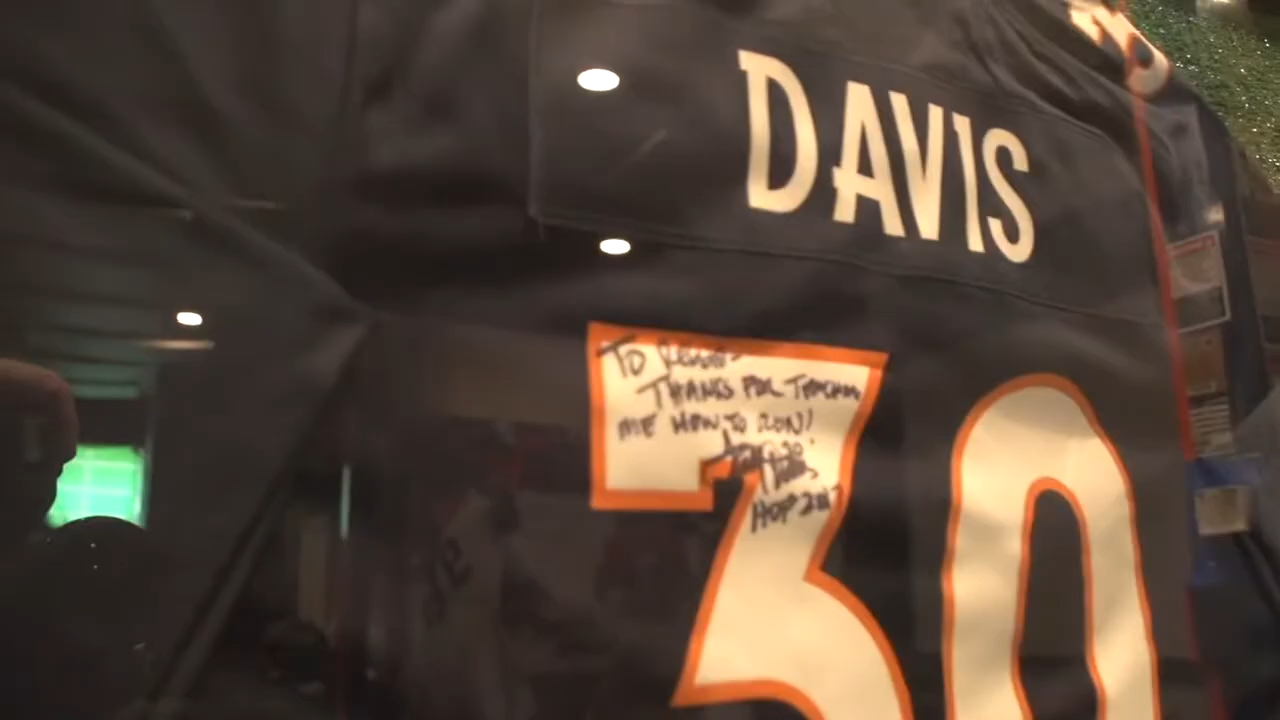 DAVIS
30
TO
THANKS FOR TEACHING
ME HOW TO RUN!
HOF 2017